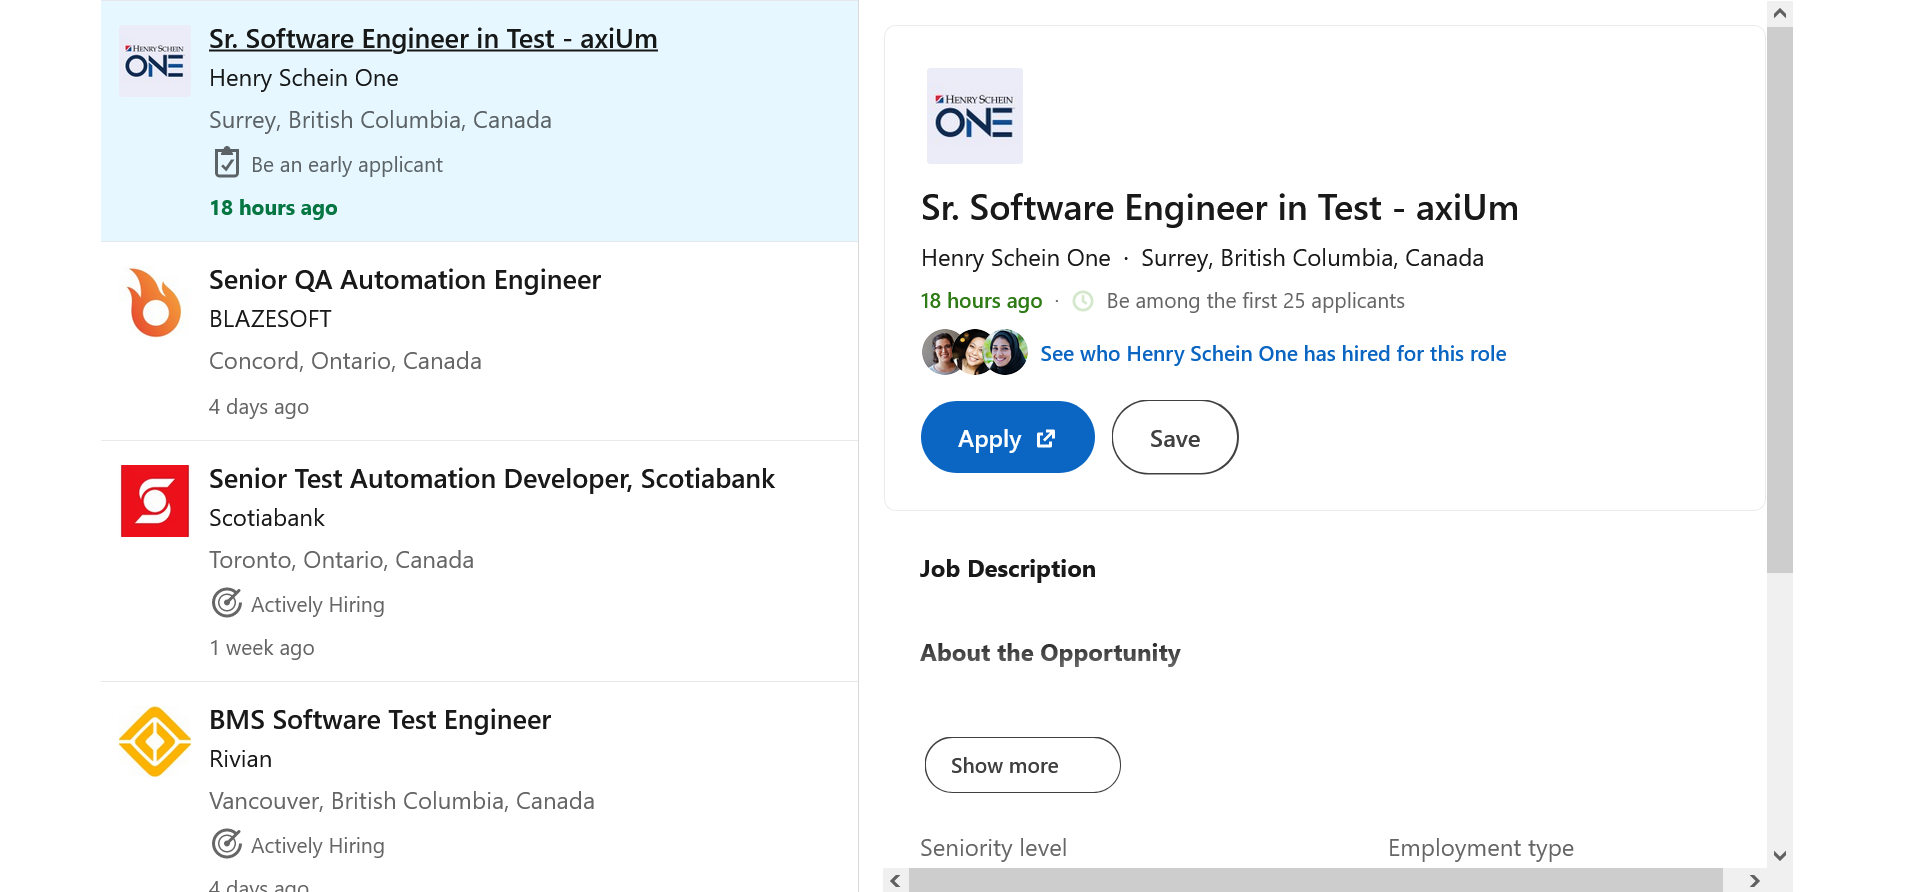 HENRY SCHEIN
ONE
Sr. Software Engineer in Test - axiUm
Henry Schein One
Surrey, British Columbia, Canada
Be an early applicant
18 hours ago
Senior QA Automation Engineer
BLAZESOFT
Concord, Ontario, Canada
4 days ago
Senior Test Automation Developer, Scotiabank
Scotiabank
Toronto, Ontario, Canada
Actively Hiring
1 week ago
BMS Software Test Engineer
Rivian
Vancouver, British Columbia, Canada
Actively Hiring
4 days ago
HENRY SCHEIN
ONE
Sr. Software Engineer in Test - axiUm
Henry Schein One · Surrey, British Columbia, Canada
18 hours ago · Be among the first 25 applicants
See who Henry Schein One has hired for this role
Apply
Save
Job Description
About the Opportunity
Show more
Seniority level
Employment type